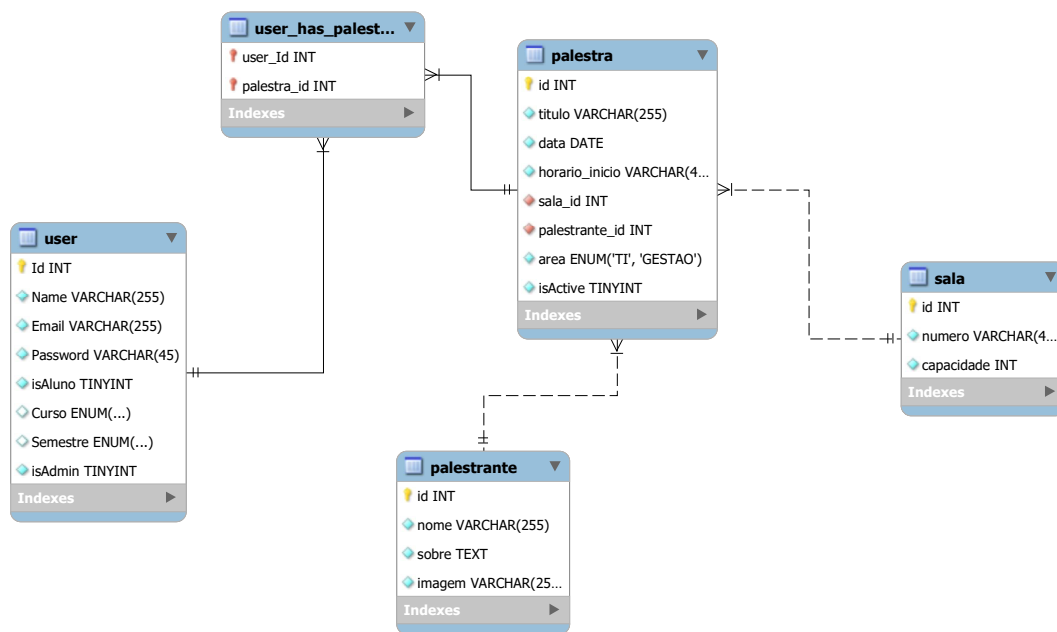 user_has_palest...
user_Id INT
palestra_id INT
Indexes
palestra
id INT
titulo VARCHAR(255)
data DATE
horario_inicio VARCHAR(4...
sala_id INT
palestrante_id INT
area ENUM('TI', 'GESTAO')
isActive TINYINT
Indexes
user
Id INT
Name VARCHAR(255)
Email VARCHAR(255)
Password VARCHAR(45)
isAluno TINYINT
Curso ENUM(...)
Semestre ENUM(...)
isAdmin TINYINT
Indexes
sala
id INT
numero VARCHAR(4...
capacidade INT
Indexes
palestrante
id INT
nome VARCHAR(255)
sobre TEXT
imagem VARCHAR(25...
Indexes